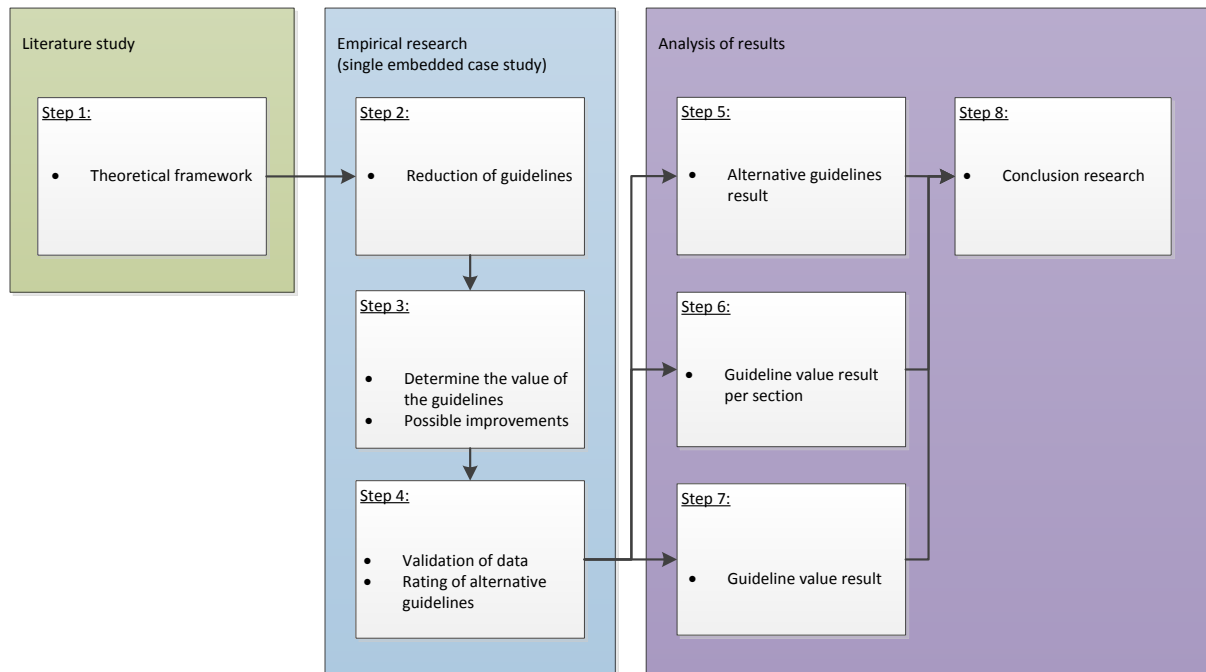 Literature study
Step 1:
• Theoretical framework
Empirical research
(single embedded case study)
Step 2:
• Reduction of guidelines
Step 3:
• Determine the value of
the guidelines
• Possible improvements
Step 4:
• Validation of data
• Rating of alternative
guidelines
Analysis of results
Step 5:
• Alternative guidelines
result
Step 6:
• Guideline value result
per section
Step 7:
• Guideline value result
Step 8:
• Conclusion research